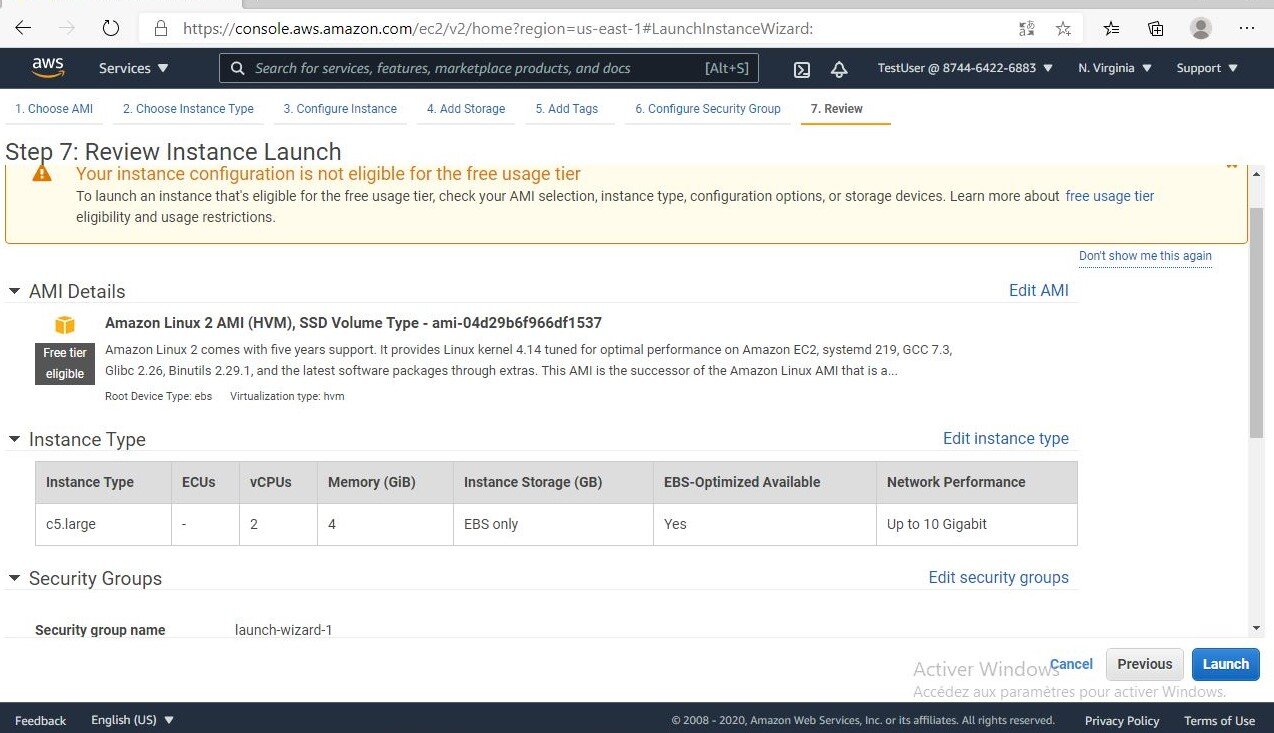 https://console.aws.amazon.com/ec2/v2/home?region=us-east-1#LaunchInstanceWizard:
aws Services Search for services, features, marketplace products, and docs [Alt+S] TestUser @ 8744-6422-6883 N. Virginia Support
1. Choose AMI 2. Choose Instance Type 3. Configure Instance 4. Add Storage 5. Add Tags 6. Configure Security Group 7. Review
Step 7: Review Instance Launch
Your instance configuration is not eligible for the free usage tier
To launch an instance that's eligible for the free usage tier, check your AMI selection, instance type, configuration options, or storage devices. Learn more about free usage tier
eligibility and usage restrictions.
Don't show me this again
AMI Details Edit AMI
Amazon Linux 2 AMI (HVM), SSD Volume Type - ami-04d29b6f966df1537
Free tier
eligible
Amazon Linux 2 comes with five years support. It provides Linux kernel 4.14 tuned for optimal performance on Amazon EC2, systemd 219, GCC 7.3,
Glibc 2.26, Binutils 2.29.1, and the latest software packages through extras. This AMI is the successor of the Amazon Linux AMI that is a...
Root Device Type: ebs Virtualization type: hvm
Instance Type Edit instance type
Instance Type ECUs vCPUs Memory (GiB) Instance Storage (GB) EBS-Optimized Available Network Performance
c5.large - 2 4 EBS only Yes Up to 10 Gigabit
Security Groups Edit security groups
Security group name launch-wizard-1
Cancel Previous Launch
Activer Windows
Accédez aux paramètres pour activer Windows.
Feedback English (US) © 2008 - 2020, Amazon Web Services, Inc. or its affiliates. All rights reserved. Privacy Policy Terms of Use